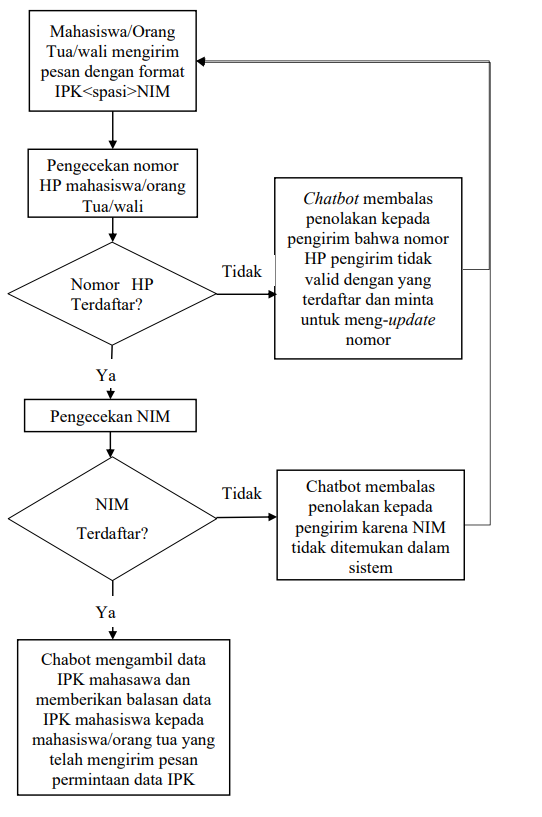 Mahasiswa/Orang
Tua/wali mengirim
pesan dengan format
IPK<spasi>NIM
Pengecekan nomor
HP mahasiswa/orang
Tua/wali
Nomor HP
Terdaftar?
Tidak
Chatbot membalas
penolakan kepada
pengirim bahwa nomor
HP pengirim tidak
valid dengan yang
terdaftar dan minta
untuk meng-update
nomor
Ya
Pengecekan NIM
NIM
Terdaftar?
Tidak
Chatbot membalas
penolakan kepada
pengirim karena NIM
tidak ditemukan dalam
sistem
Ya
Chabot mengambil data
IPK mahasawa dan
memberikan balasan data
IPK mahasiswa kepada
mahasiswa/orang tua yang
telah mengirim pesan
permintaan data IPK